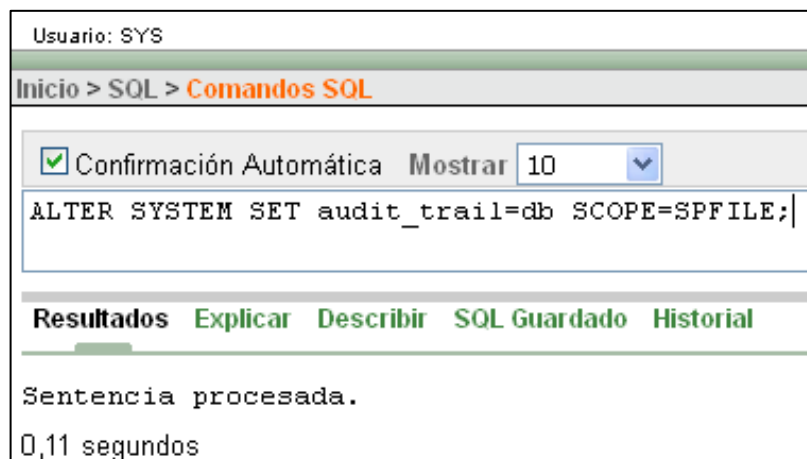 Usuario: SYS
Inicio > SQL > Comandos SQL
Confirmación Automática Mostrar 10
ALTER SYSTEM SET audit_trail=db SCOPE=SPFILE;
Resultados Explicar Describir SQL Guardado Historial
Sentencia procesada.
0,11 segundos